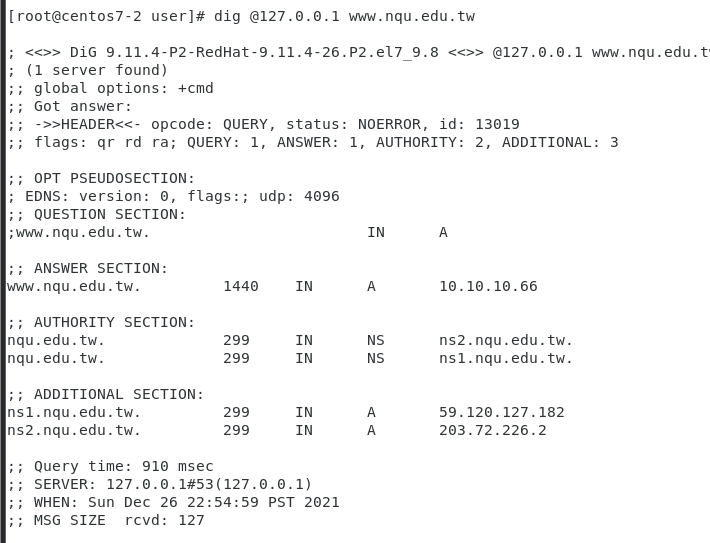 [root@centos7-2 user]# dig @127.0.0.1 www.nqu.edu.tw
; <<>> DiG 9.11.4-P2-RedHat-9.11.4-26.P2.el7_9.8 <<>> @127.0.0.1 www.nqu.edu.tw
; (1 server found)
;; global options: +cmd
;; Got answer:
;; ->>HEADER<<- opcode: QUERY, status: NOERROR, id: 13019
;; flags: qr rd ra; QUERY: 1, ANSWER: 1, AUTHORITY: 2, ADDITIONAL: 3
;; OPT PSEUDOSECTION:
; EDNS: version: 0, flags:; udp: 4096
;; QUESTION SECTION:
;www.nqu.edu.tw. IN A
;; ANSWER SECTION:
www.nqu.edu.tw. 1440 IN A 10.10.10.66
;; AUTHORITY SECTION:
nqu.edu.tw. 299 IN NS ns2.nqu.edu.tw.
nqu.edu.tw. 299 IN NS ns1.nqu.edu.tw.
;; ADDITIONAL SECTION:
ns1.nqu.edu.tw. 299 IN A 59.120.127.182
ns2.nqu.edu.tw. 299 IN A 203.72.226.2
;; Query time: 910 msec
;; SERVER: 127.0.0.1#53(127.0.0.1)
;; WHEN: Sun Dec 26 22:54:59 PST 2021
;; MSG SIZE  rcvd: 127